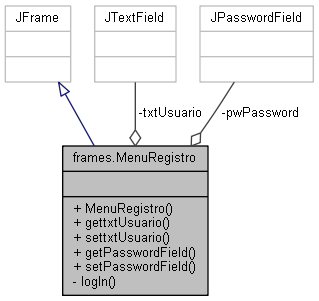 JFrame
JTextField
JPasswordField
-txtUsuario
-pwPassword
frames.MenuRegistro
+ MenuRegistro()
+ gettxtUsuario()
+ settxtUsuario()
+ getPasswordField()
+ setPasswordField()
- logIn()